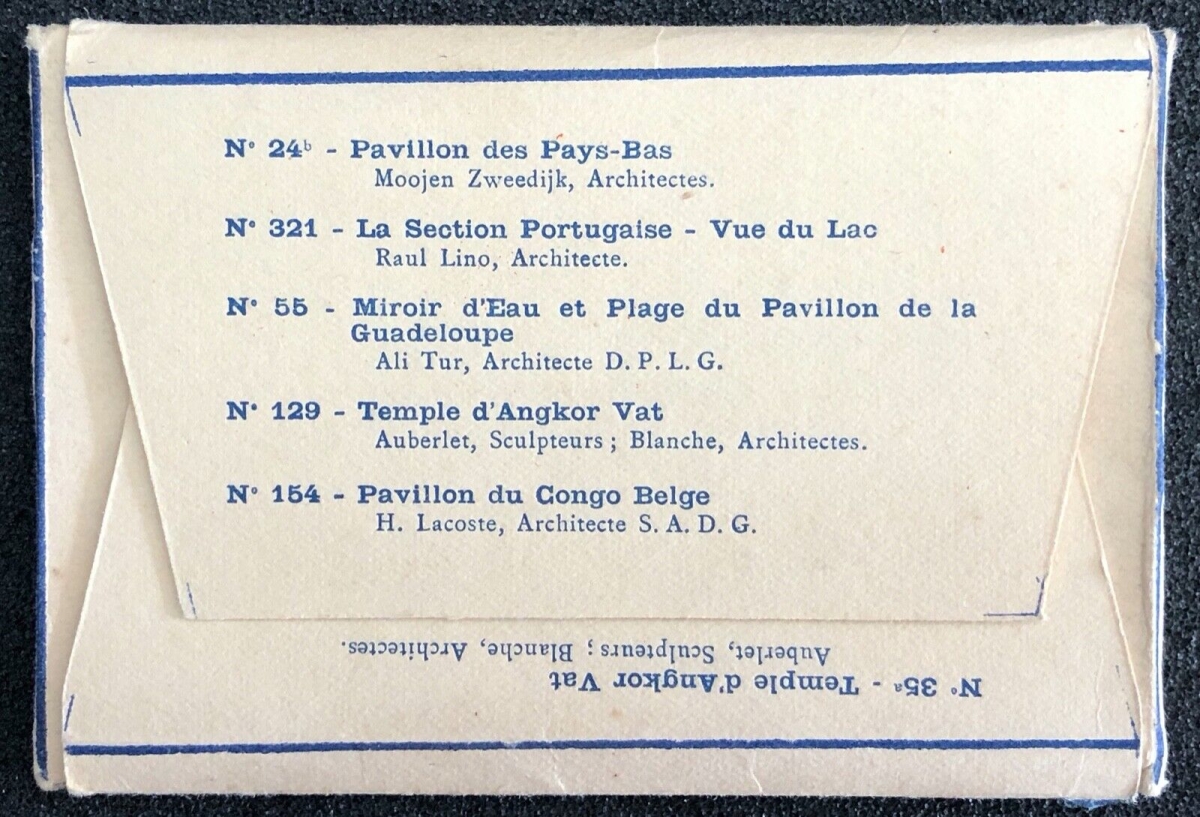 N° 24ᵇ - Pavillon des Pays-Bas
Moojen Zweedijk, Architectes.
N° 321 - La Section Portugaise - Vue du Lac
Raul Lino, Architecte.
N° 55 - Miroir d'Eau et Plage du Pavillon de la
Guadeloupe
Ali Tur, Architecte D. P. L. G.
N° 129 - Temple d'Angkor Vat
Auberlet, Sculpteurs ; Blanche, Architectes.
N° 154 - Pavillon du Congo Belge
H. Lacoste, Architecte S. A. D. G.
N° 35ᵃ - Temple d'Angkor Vat
Auberlet, Sculpteurs ; Blanche, Architectes.